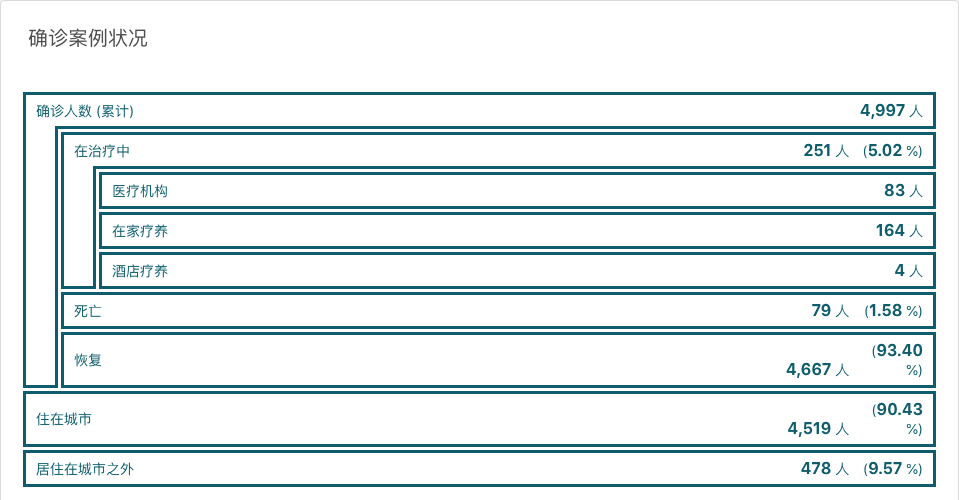 确诊案例状况
确诊人数 (累计) 4,997 人
在治疗中 251 人 (5.02 %)
医疗机构 83 人
在家疗养 164 人
酒店疗养 4 人
死亡 79 人 (1.58 %)
恢复 4,667 人 (93.40 %)
住在城市 4,519 人 (90.43 %)
居住在城市之外 478 人 (9.57 %)